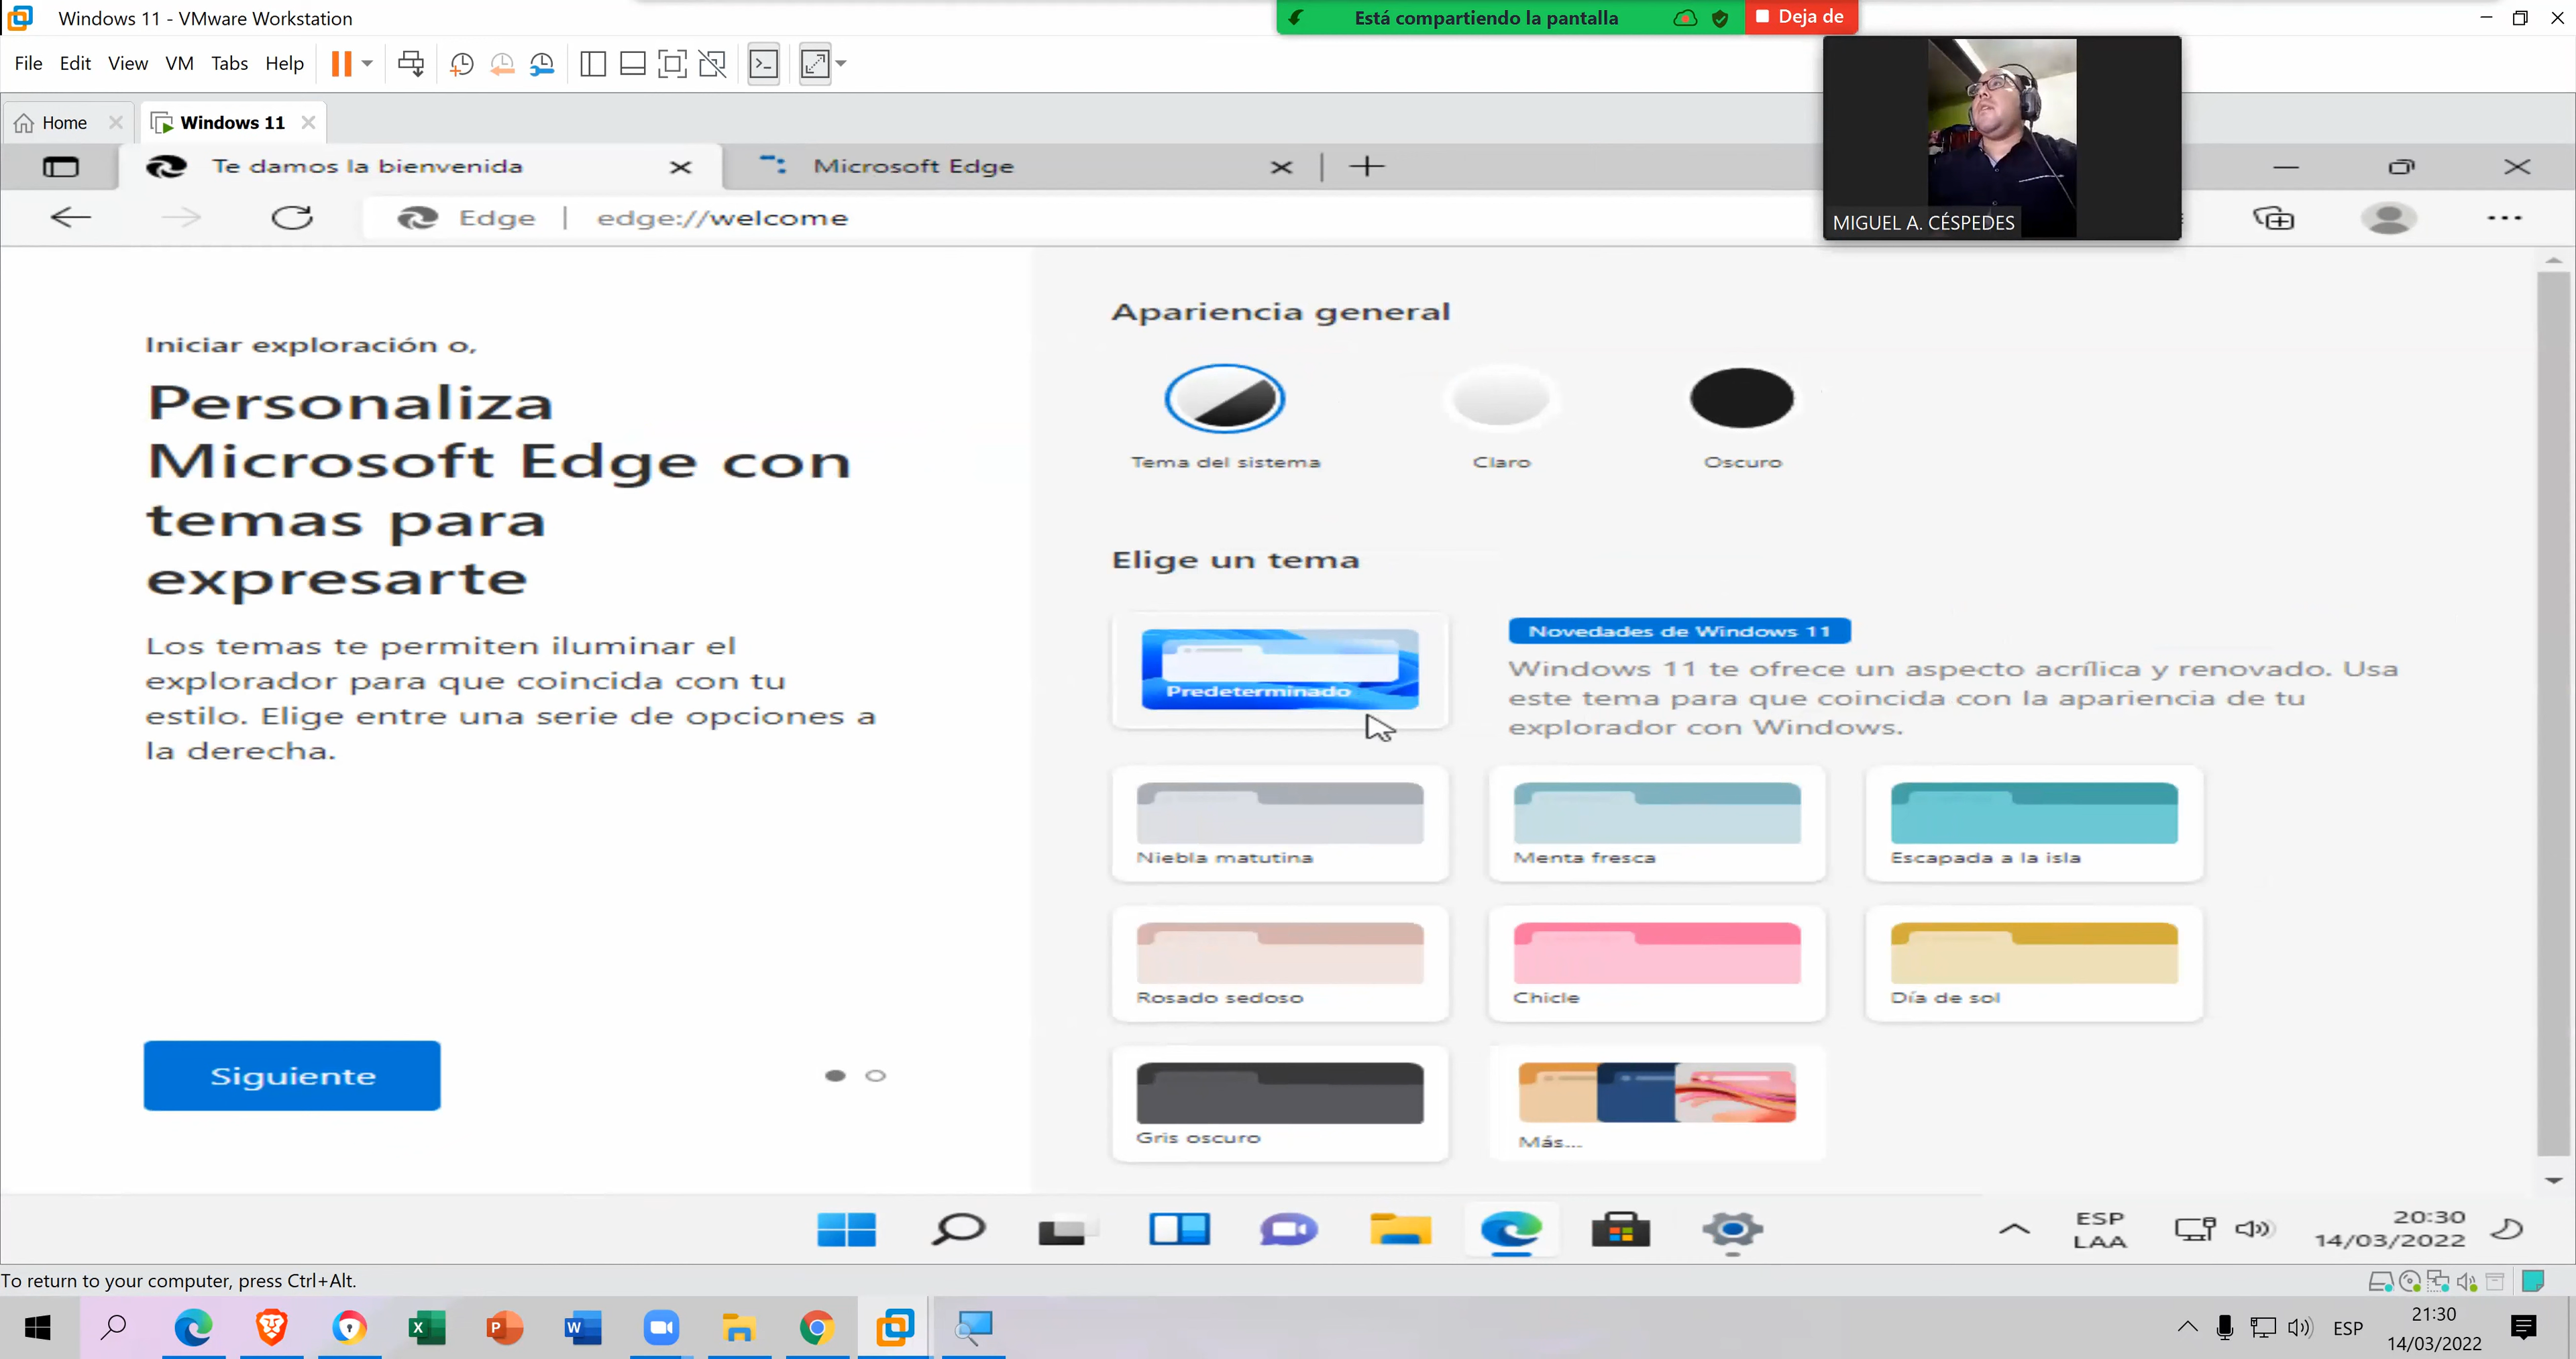 Windows 11 - VMware Workstation
Está compartiendo la pantalla
Deja de
File Edit View VM Tabs Help
Home
Windows 11
Te damos la bienvenida
Microsoft Edge
Edge | edge://welcome
MIGUEL A. CÉSPEDES
Iniciar exploración o,
Personaliza
Microsoft Edge con
temas para
expresarte
Los temas te permiten iluminar el
explorador para que coincida con tu
estilo. Elige entre una serie de opciones a
la derecha.
Siguiente
Apariencia general
Tema del sistema
Claro
Oscuro
Elige un tema
Predeterminado
Novedades de Windows 11
Windows 11 te ofrece un aspecto acrílica y renovado. Usa
este tema para que coincida con la apariencia de tu
explorador con Windows.
Niebla matutina
Menta fresca
Escapada a la isla
Rosado sedoso
Chicle
Día de sol
Gris oscuro
Más...
ESP
LAA
20:30
14/03/2022
To return to your computer, press Ctrl+Alt.
ESP
21:30
14/03/2022